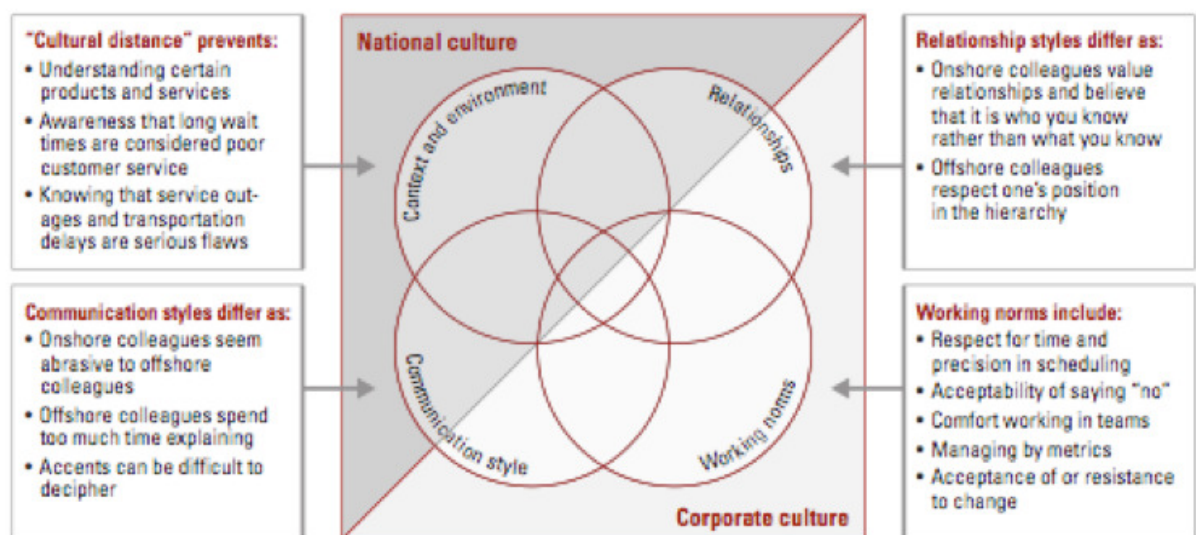 "Cultural distance" prevents:
• Understanding certain
products and services
• Awareness that long wait
times are considered poor
customer service
• Knowing that service out-
ages and transportation
delays are serious flaws
Communication styles differ as:
• Onshore colleagues seem
abrasive to offshore
colleagues
• Offshore colleagues spend
too much time explaining
• Accents can be difficult to
decipher
National culture
Context and environment
Relationships
Communication style
Working norms
Corporate culture
Relationship styles differ as:
• Onshore colleagues value
relationships and believe
that it is who you know
rather than what you know
• Offshore colleagues
respect one's position
in the hierarchy
Working norms include:
• Respect for time and
precision in scheduling
• Acceptability of saying "no"
• Comfort working in teams
• Managing by metrics
• Acceptance of or resistance
to change